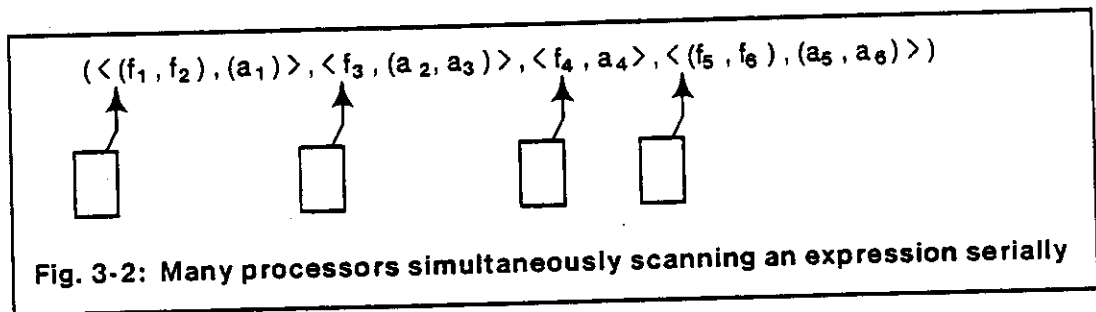 (<(f₁, f₂), (a₁)>, <f₃, (a₂, a₃)>, <f₄, a₄>, <(f₅, f₆), (a₅, a₆)>)
Fig. 3-2: Many processors simultaneously scanning an expression serially